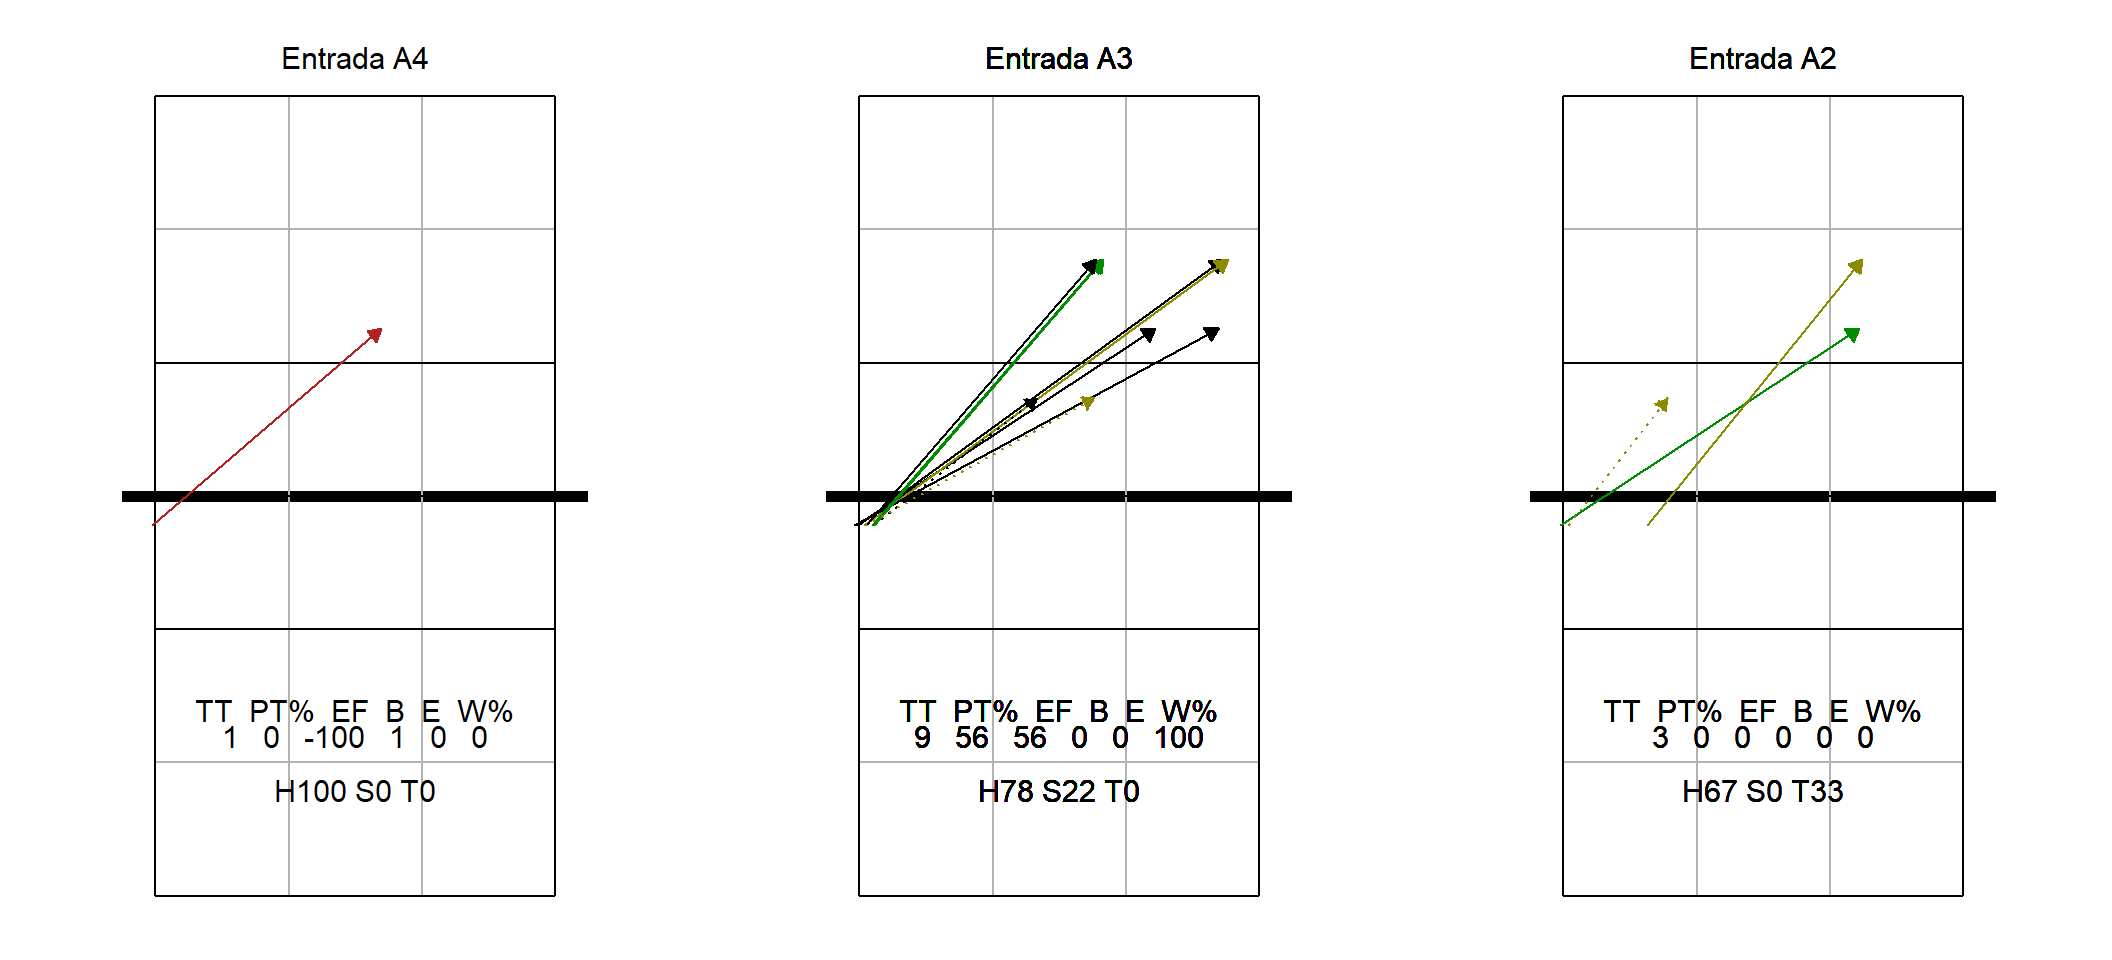 Entrada A4
TT PT% EF B E W%
1 0 -100 1 0 0
H100 S0 T0
Entrada A3
TT PT% EF B E W%
9 56 56 0 0 100
H78 S22 T0
Entrada A2
TT PT% EF B E W%
3 0 0 0 0 0
H67 S0 T33